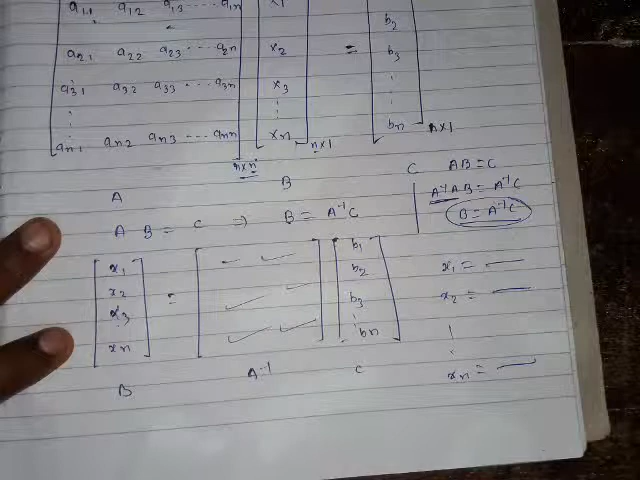 a11 a12 a13 ... a1n x1
b2
a21 a22 a23 ... a2n x2 = b3
a31 a32 a33 ... a3n x3 ⋮
⋮ ⋮
an1 an2 an3 ... ann xn bn
n×n n×1 n×1
A B C
AB = C
A⁻¹AB = A⁻¹C
B = A⁻¹C
A B = C ⇒ B = A⁻¹C
x1 b1 x1 =
x2 = b2 x2 =
x3 b3 ⋮
xn bn xn =
B A⁻¹ C